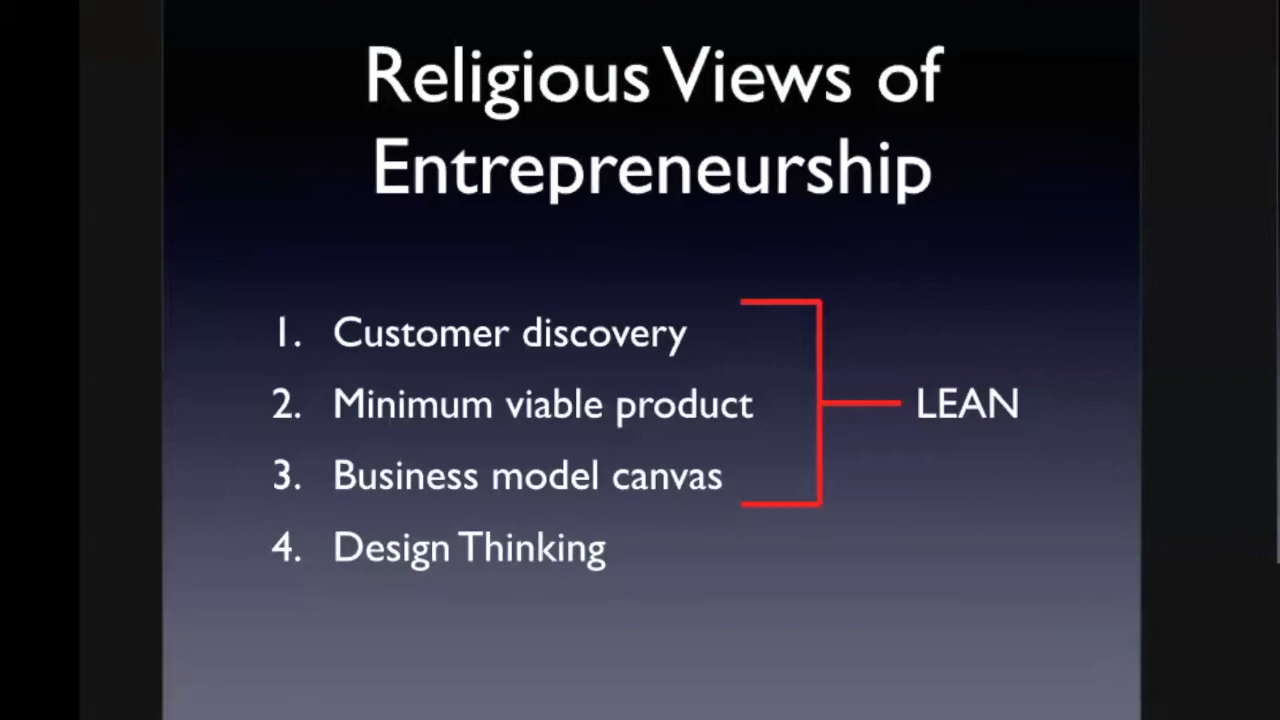 Religious Views of
Entrepreneurship
1. Customer discovery
2. Minimum viable product
LEAN
3. Business model canvas
4. Design Thinking